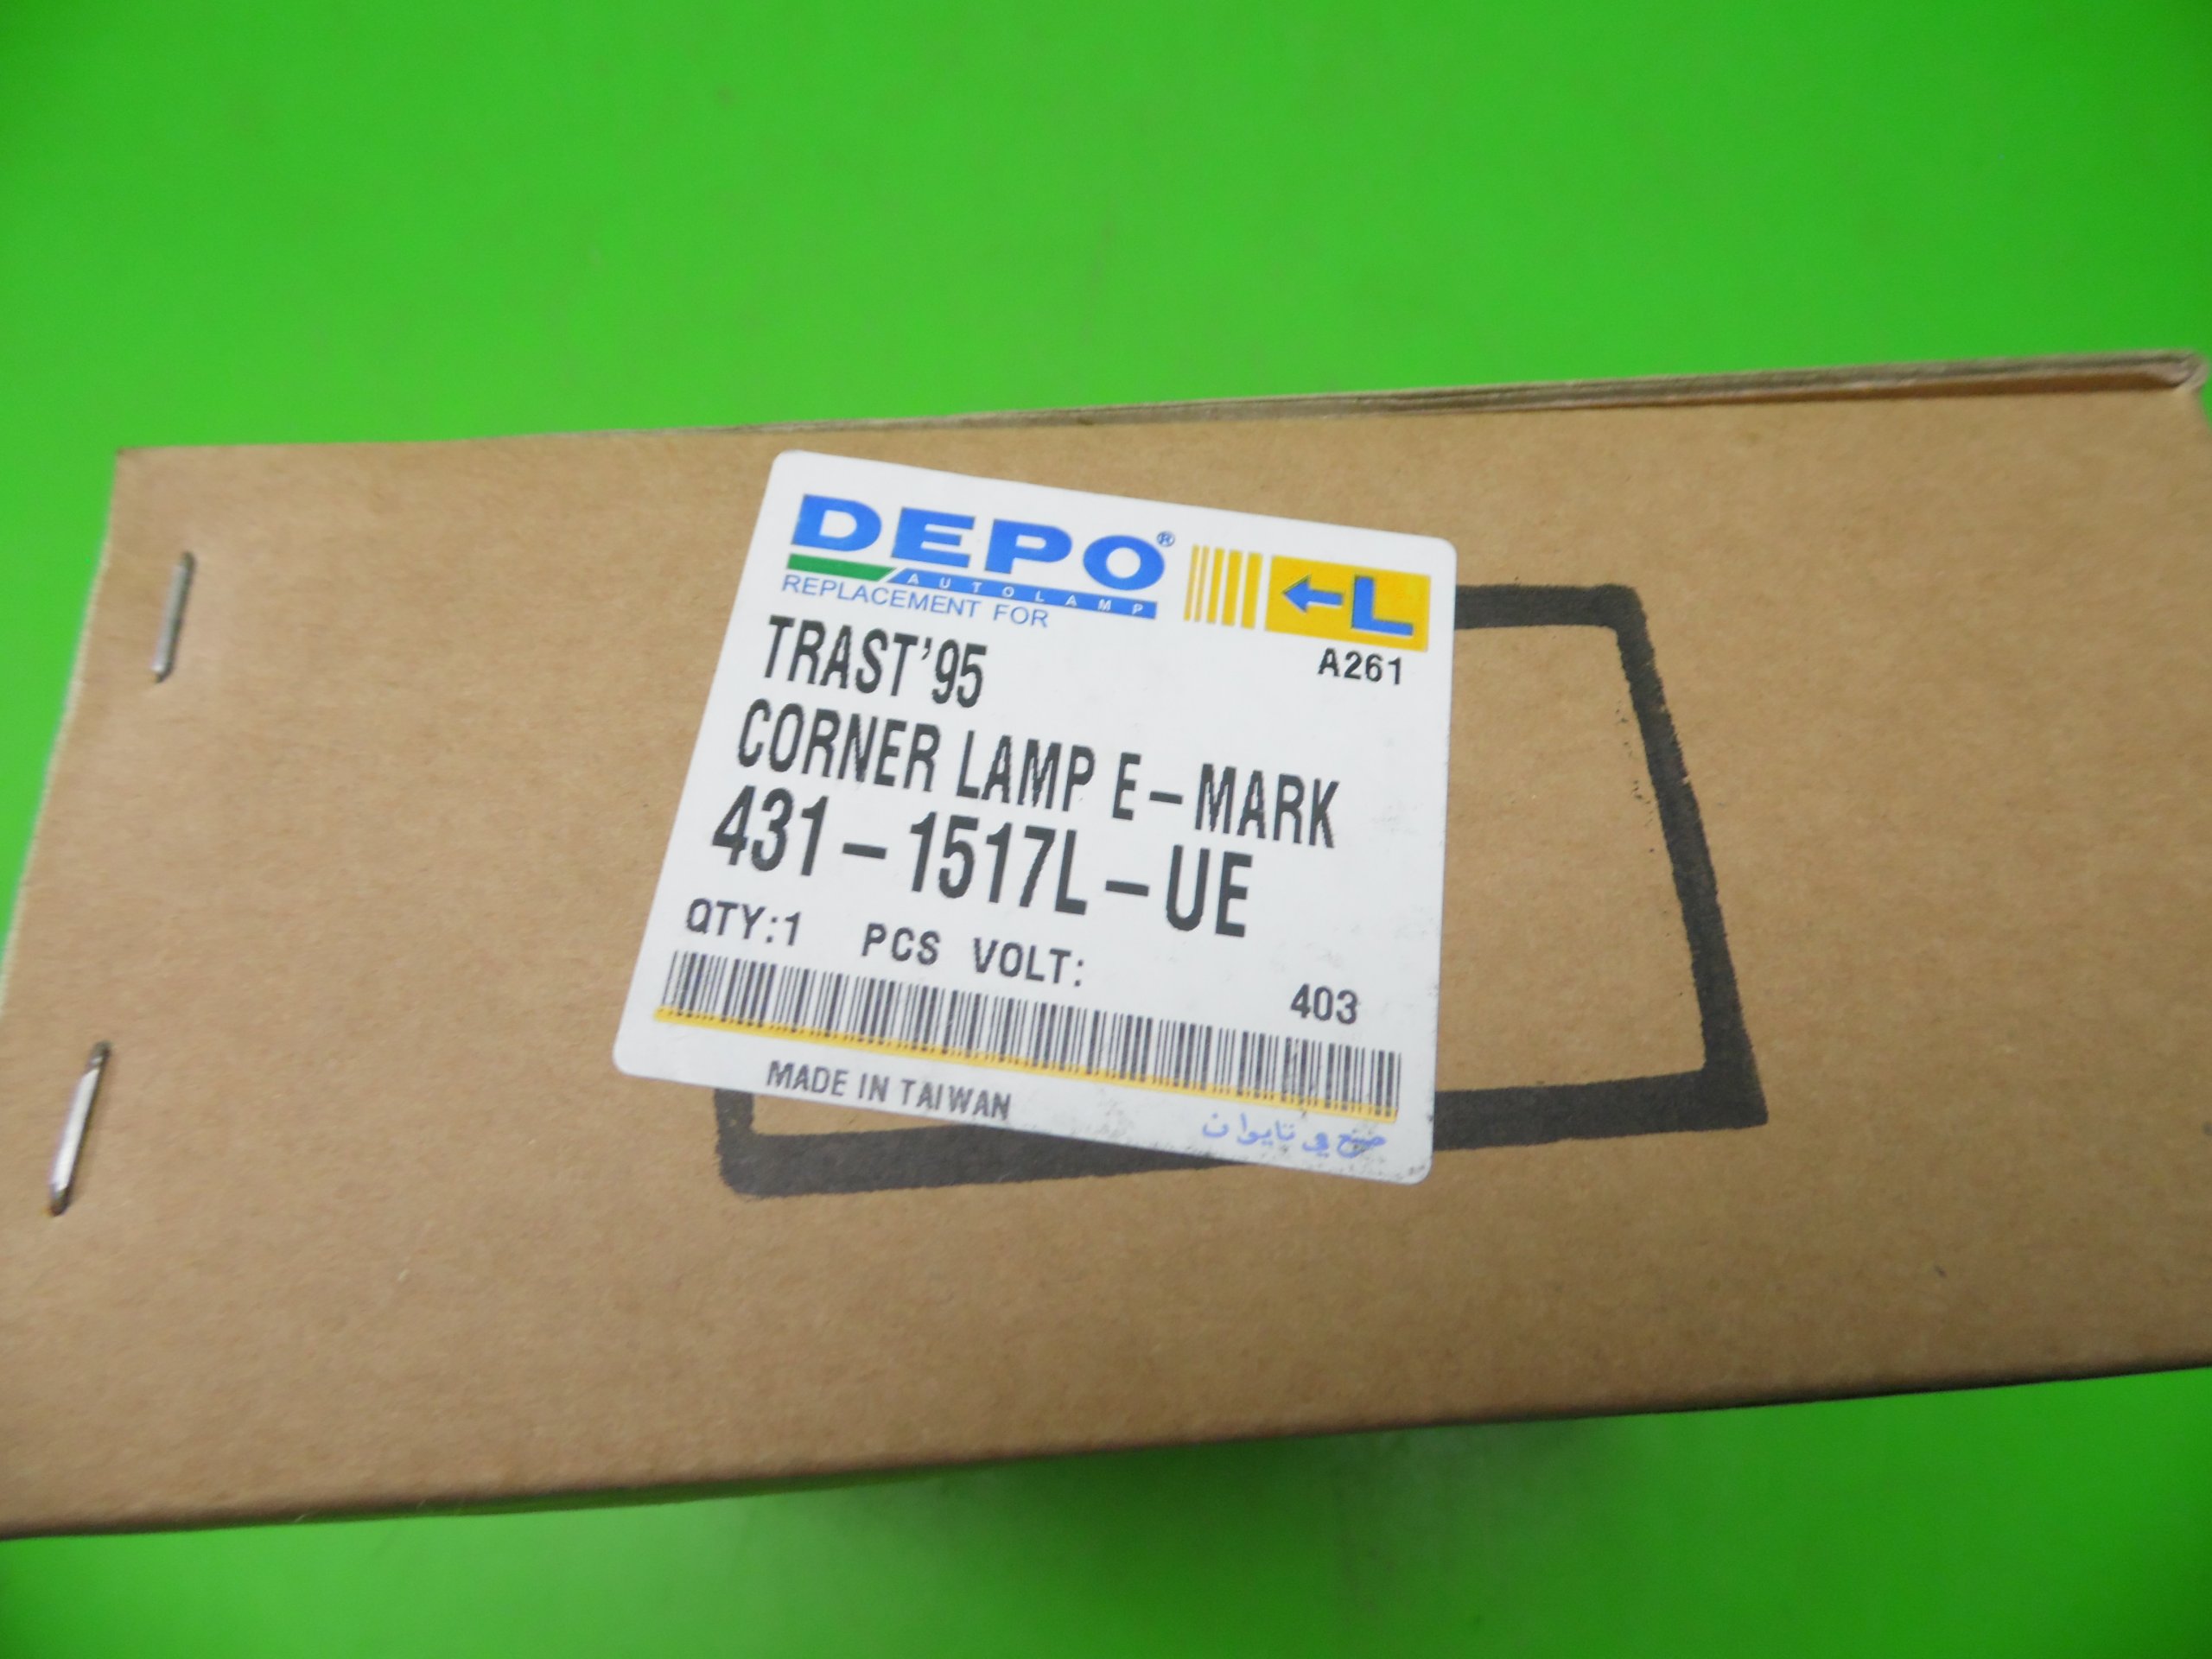 DEPO®
AUTOLAMP
REPLACEMENT FOR
←L
TRAST'95
A261
CORNER LAMP E-MARK
431-1517L-UE
QTY:1 PCS VOLT:
403
MADE IN TAIWAN
صنع في تايوان